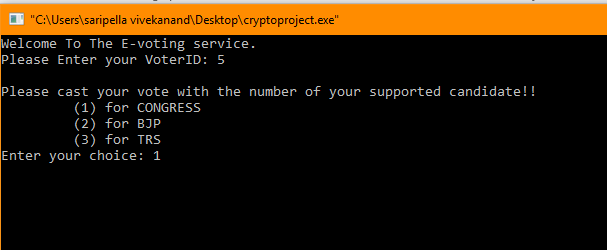 "C:\Users\saripella vivekanand\Desktop\cryptoproject.exe"
Welcome To The E-voting service.
Please Enter your VoterID: 5
Please cast your vote with the number of your supported candidate!!
(1) for CONGRESS
(2) for BJP
(3) for TRS
Enter your choice: 1